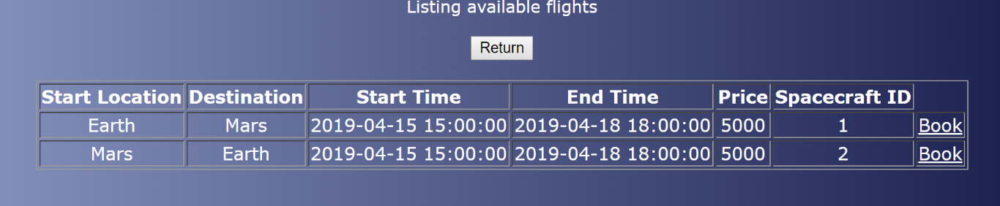 Listing available flights
Return
Start Location Destination Start Time End Time Price Spacecraft ID
Earth Mars 2019-04-15 15:00:00 2019-04-18 18:00:00 5000 1 Book
Mars Earth 2019-04-15 15:00:00 2019-04-18 18:00:00 5000 2 Book